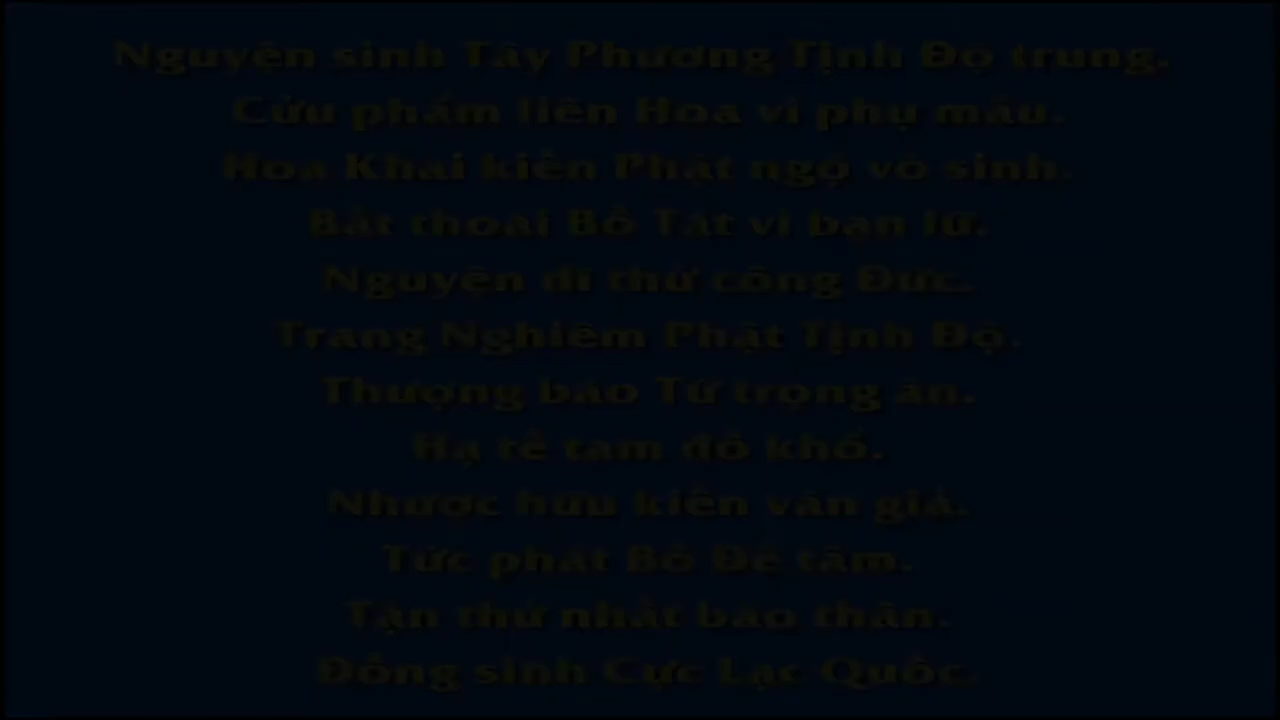 Nguyện sinh Tây Phương Tịnh Độ trung.
Cửu phẩm liên Hoa vi phụ mẫu.
Hoa Khai kiến Phật ngộ vô sinh.
Bất thoái Bồ Tát vi bạn lữ.
Nguyện dĩ thử công Đức.
Trang Nghiêm Phật Tịnh Độ.
Thượng báo Tứ trọng ân.
Hạ tế tam đồ khổ.
Nhược hữu kiến văn giả.
Tức phát Bồ Đề tâm.
Tận thử nhất báo thân.
Đồng sinh Cực Lạc Quốc.